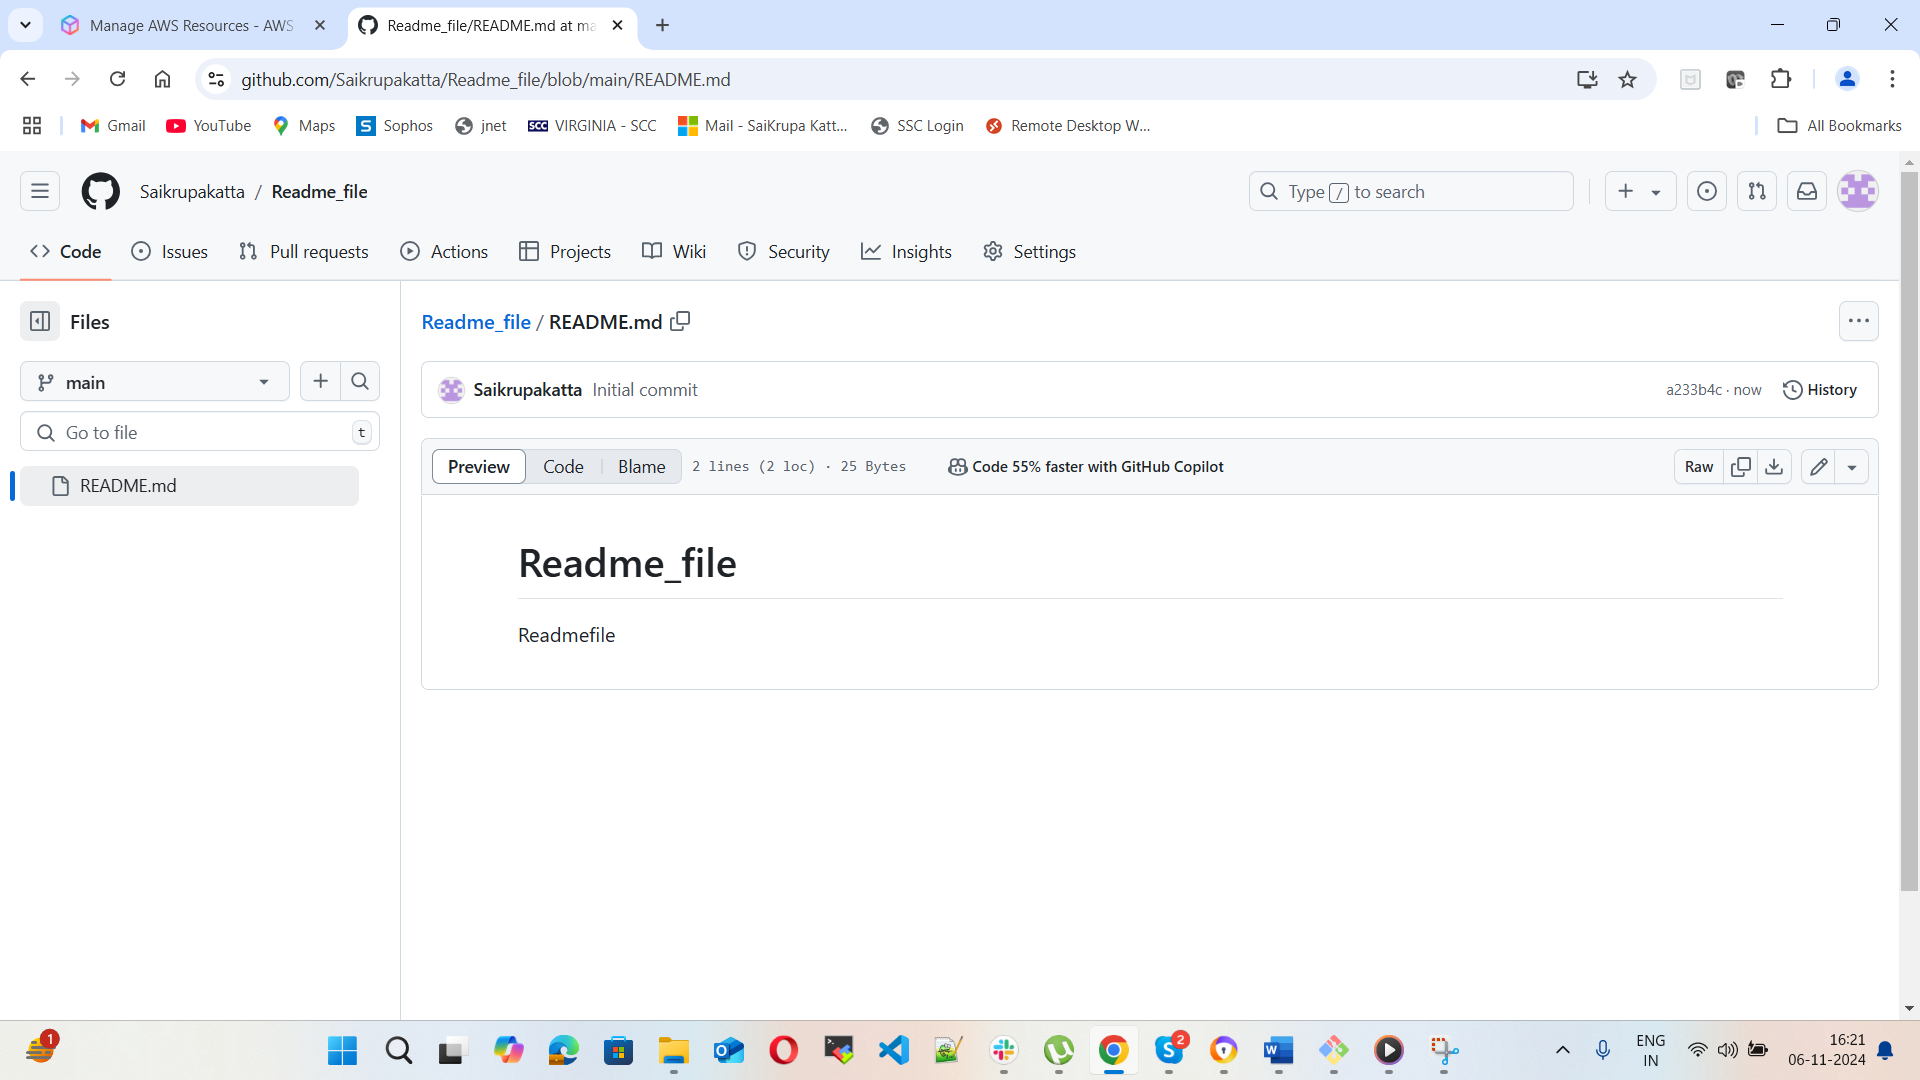 Manage AWS Resources - AWS
Readme_file/README.md at ma
github.com/Saikrupakatta/Readme_file/blob/main/README.md
Gmail
YouTube
Maps
S Sophos
jnet
SCC VIRGINIA - SCC
Mail - SaiKrupa Katt...
SSC Login
Remote Desktop W...
All Bookmarks
Saikrupakatta / Readme_file
Type / to search
Code
Issues
Pull requests
Actions
Projects
Wiki
Security
Insights
Settings
Files
main
Go to file
t
README.md
Readme_file / README.md
Saikrupakatta Initial commit
a233b4c · now
History
Preview
Code
Blame
2 lines (2 loc) · 25 Bytes
Code 55% faster with GitHub Copilot
Raw
Readme_file
Readmefile
1
2
ENG
IN
16:21
06-11-2024